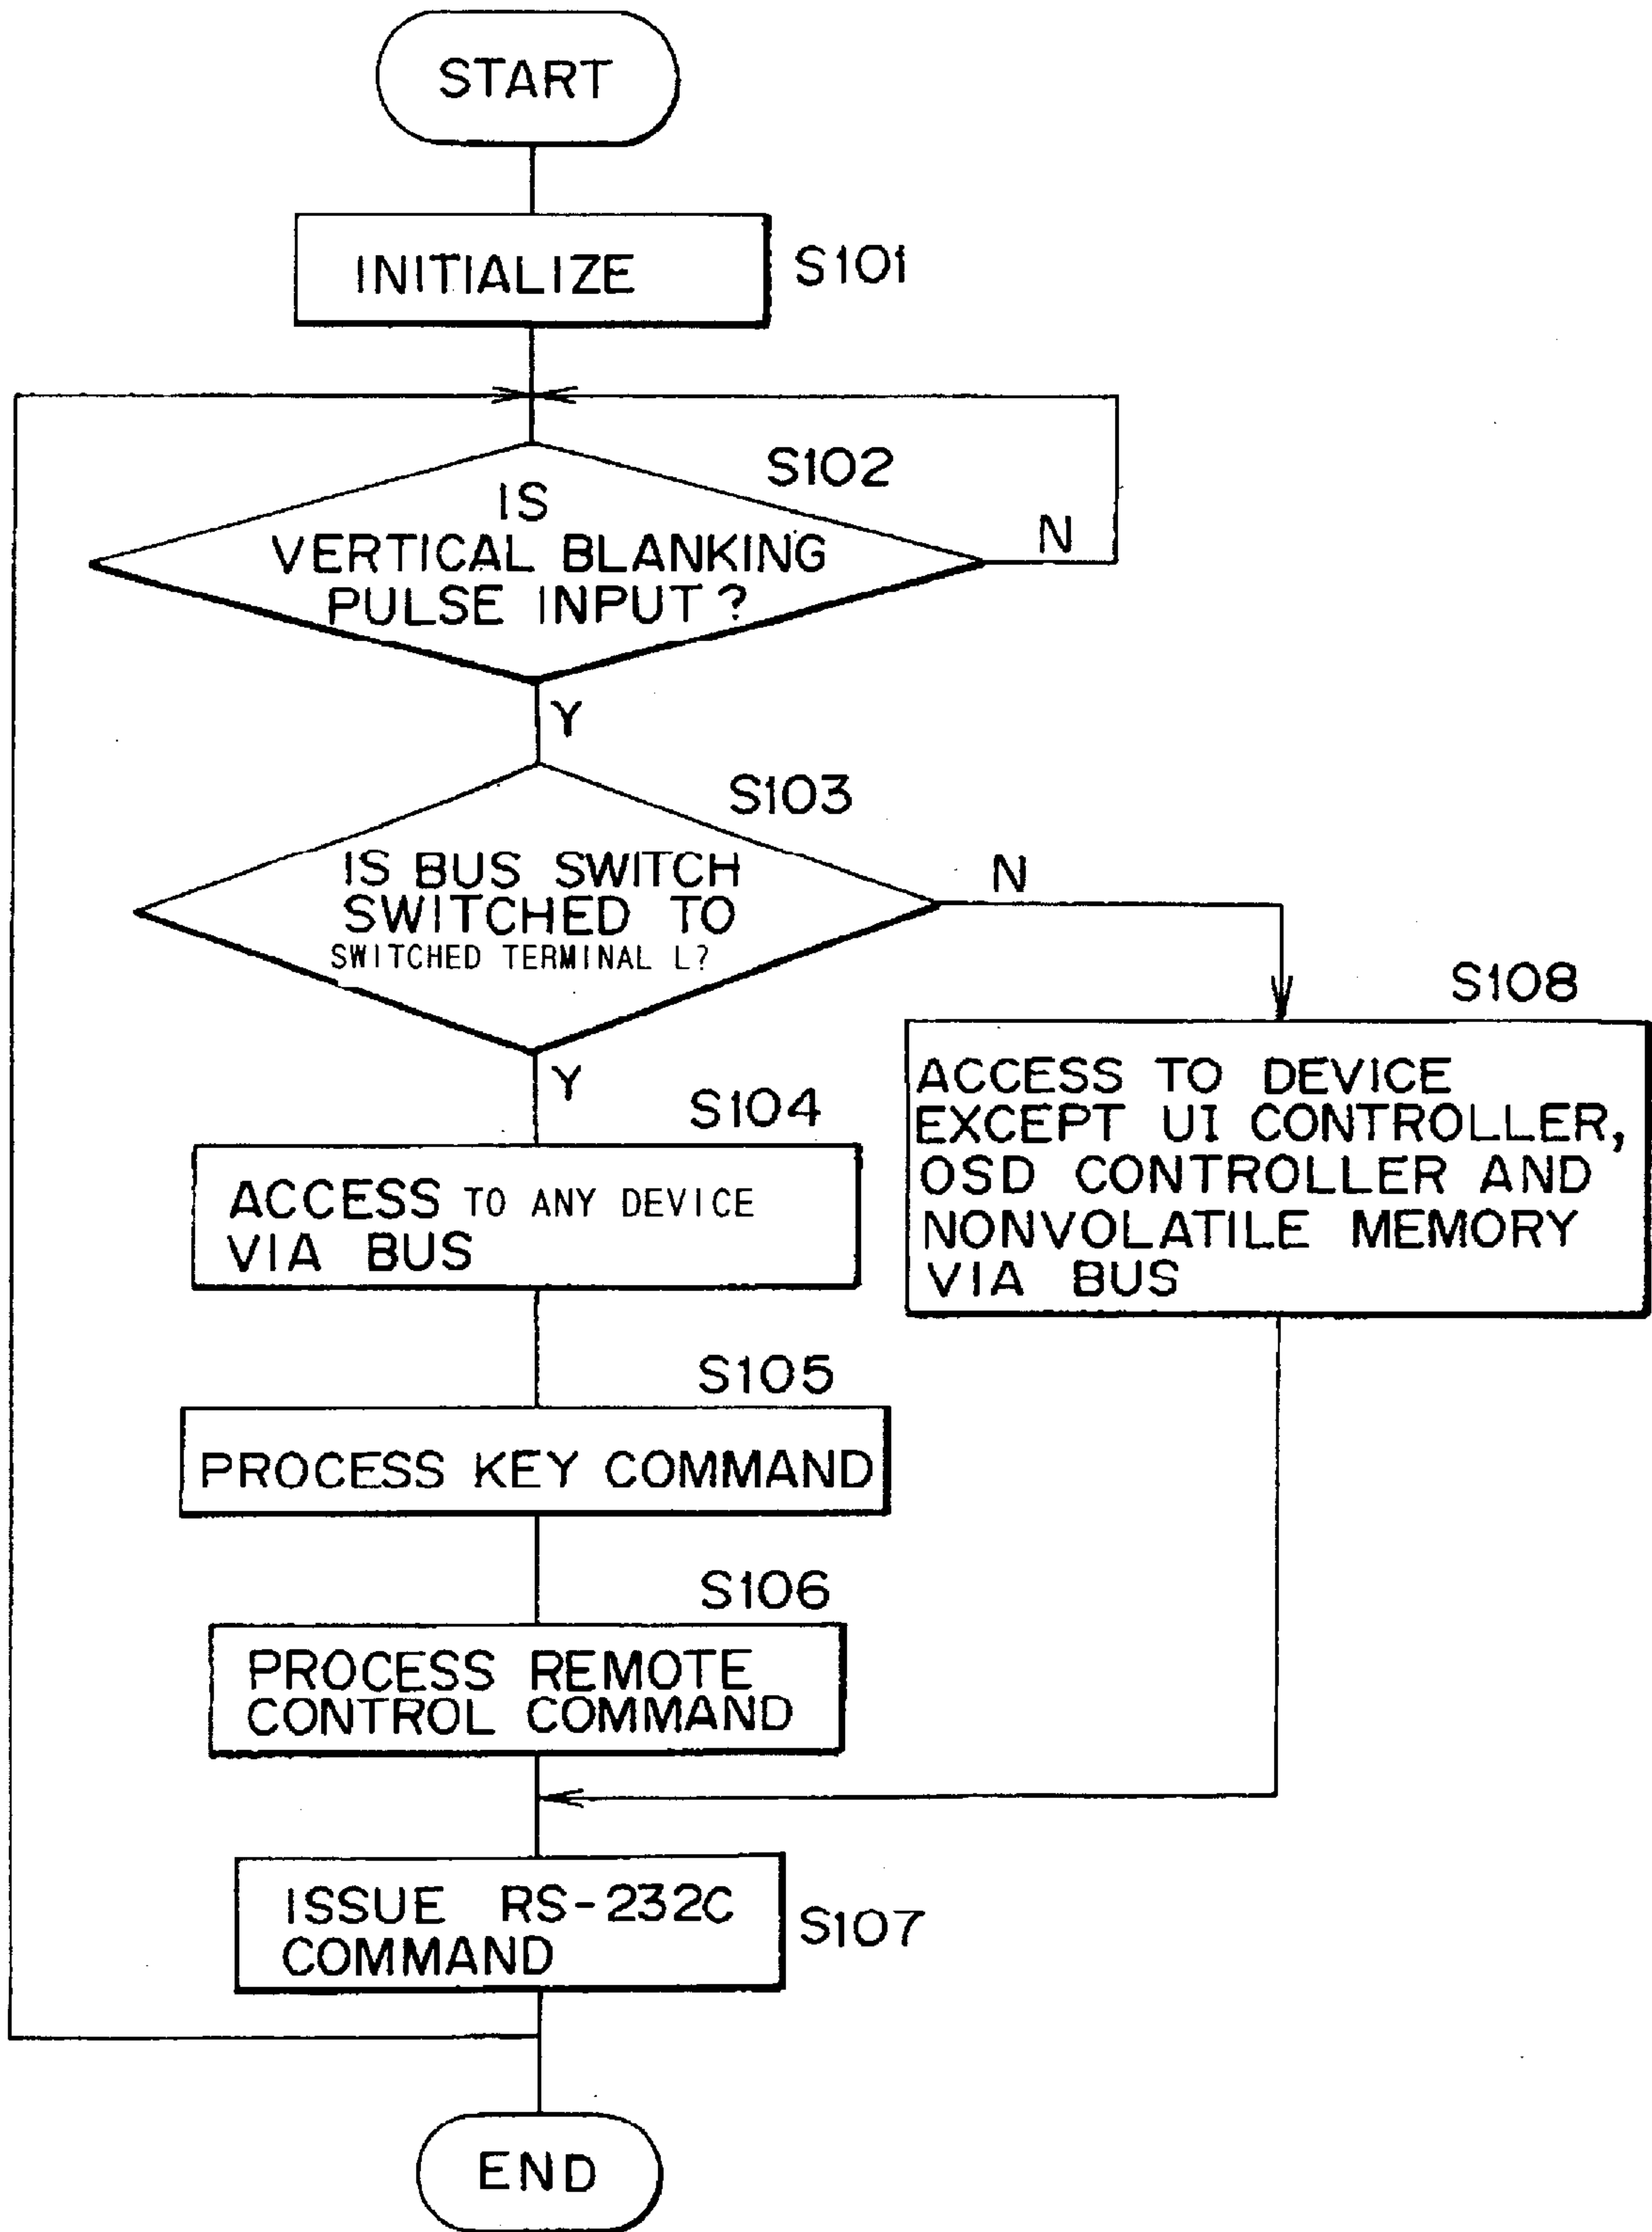 START
INITIALIZE
S101
S102
IS
VERTICAL BLANKING
PULSE INPUT?
N
Y
S103
IS BUS SWITCH
SWITCHED TO
SWITCHED TERMINAL L?
N
Y
S104
ACCESS TO ANY DEVICE
VIA BUS
S108
ACCESS TO DEVICE
EXCEPT UI CONTROLLER,
OSD CONTROLLER AND
NONVOLATILE MEMORY
VIA BUS
S105
PROCESS KEY COMMAND
S106
PROCESS REMOTE
CONTROL COMMAND
ISSUE RS-232C
COMMAND
S107
END